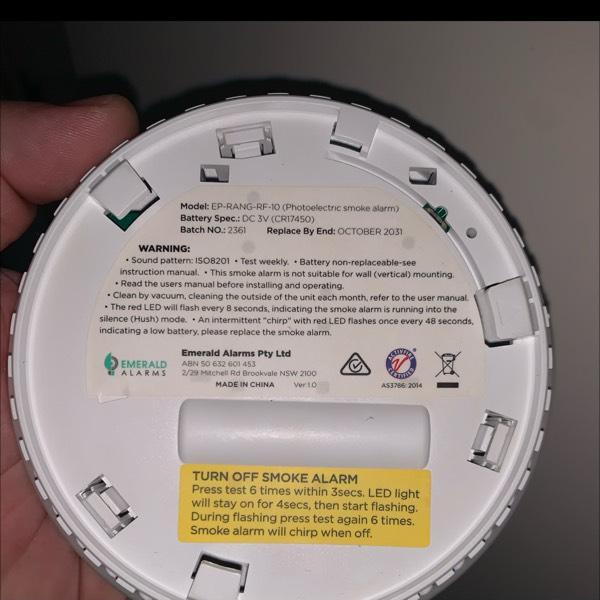 Model: EP-RANG-RF-10 (Photoelectric smoke alarm)
Battery Spec.: DC 3V (CR17450)
Batch NO.: 2361 Replace By End: OCTOBER 2031
WARNING:
• Sound pattern: ISO8201 • Test weekly. • Battery non-replaceable-see
instruction manual. • This smoke alarm is not suitable for wall (vertical) mounting.
• Read the users manual before installing and operating.
• Clean by vacuum, cleaning the outside of the unit each month, refer to the user manual.
• The red LED will flash every 8 seconds, indicating the smoke alarm is running into the
silence (Hush) mode. • An intermittent "chirp" with red LED flashes once every 48 seconds,
indicating a low battery, please replace the smoke alarm.
EMERALD
ALARMS
Emerald Alarms Pty Ltd
ABN 50 632 601 453
2/29 Mitchell Rd Brookvale NSW 2100
MADE IN CHINA Ver 1.0
ACTIVFIRE
CERTIFIED
AS3786: 2014
TURN OFF SMOKE ALARM
Press test 6 times within 3secs. LED light
will stay on for 4secs, then start flashing.
During flashing press test again 6 times.
Smoke alarm will chirp when off.